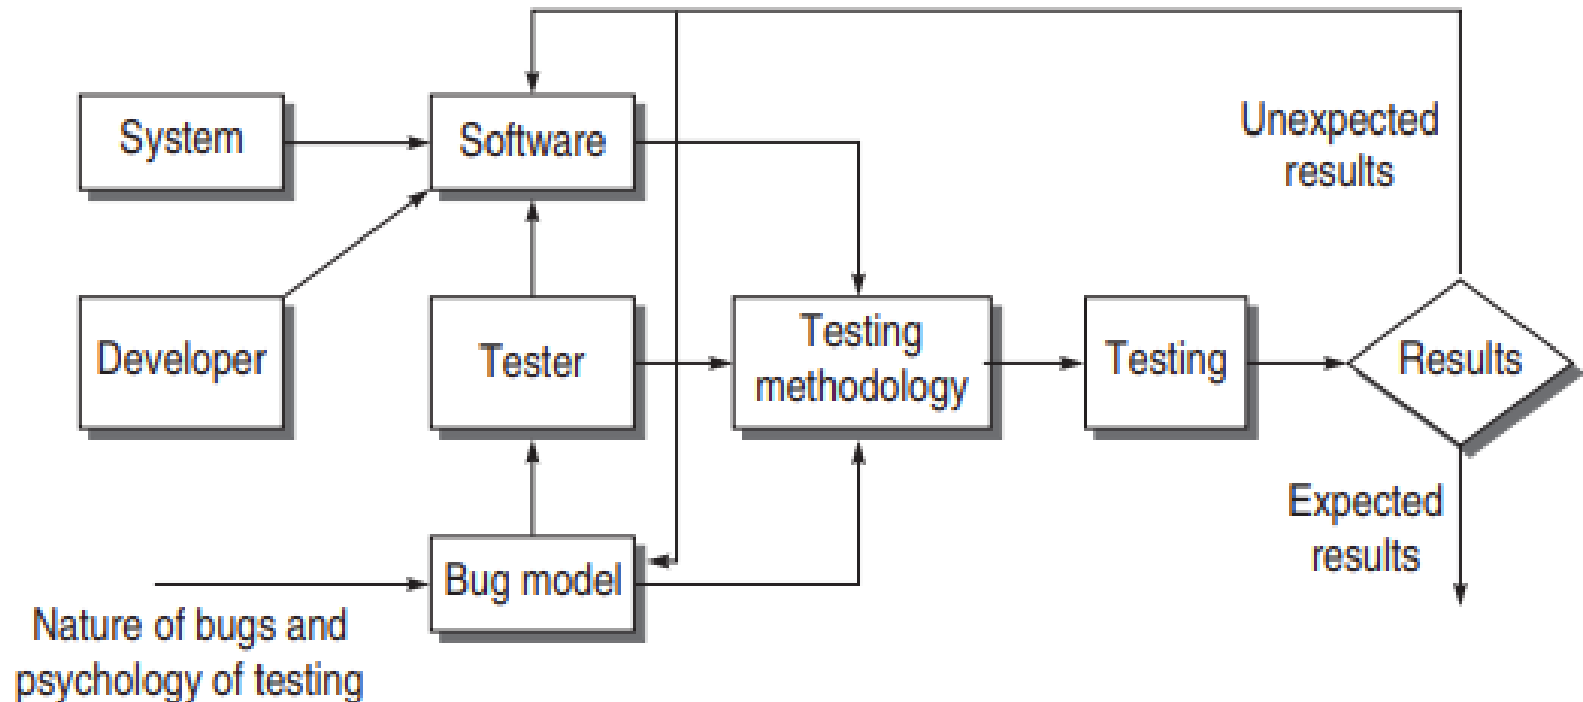 System
Software
Unexpected
results
Developer
Tester
Testing
methodology
Testing
Results
Expected
results
Bug model
Nature of bugs and
psychology of testing